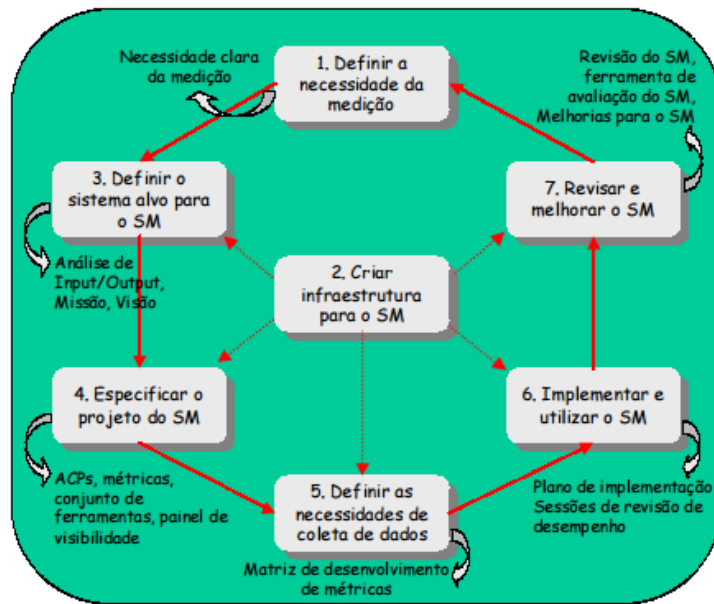 Necessidade clara
da medição
1. Definir a
necessidade da
medição
Revisão do SM,
ferramenta de
avaliação do SM,
Melhorias para o SM
3. Definir o
sistema alvo para
o SM
7. Revisar e
melhorar o SM
Análise de
Input/Output,
Missão, Visão
2. Criar
infraestrutura
para o SM
4. Especificar o
projeto do SM
6. Implementar e
utilizar o SM
ACPs, métricas,
conjunto de
ferramentas, painel de
visibilidade
5. Definir as
necessidades de
coleta de dados
Plano de implementação
Sessões de revisão de
desempenho
Matriz de desenvolvimento
de métricas